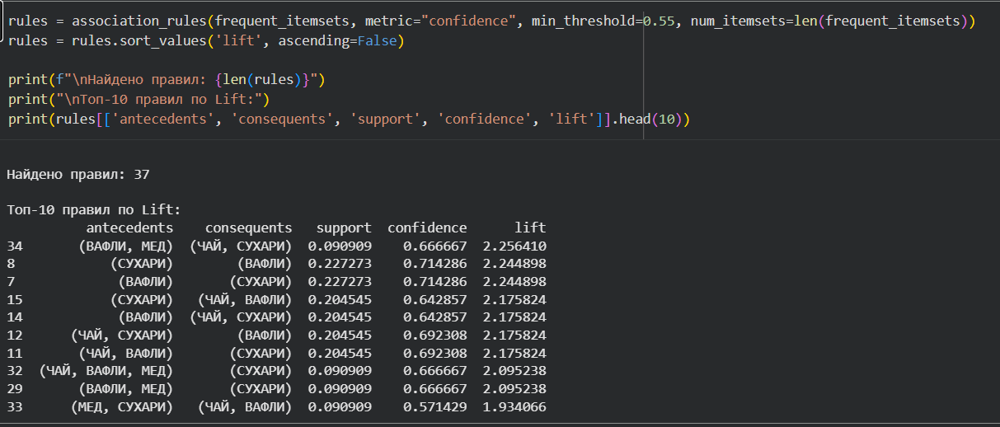 rules = association_rules(frequent_itemsets, metric="confidence", min_threshold=0.55, num_itemsets=len(frequent_itemsets))
rules = rules.sort_values('lift', ascending=False)
print(f"\nНайдено правил: {len(rules)}")
print("\nТоп-10 правил по Lift:")
print(rules[['antecedents', 'consequents', 'support', 'confidence', 'lift']].head(10))
Найдено правил: 37
Топ-10 правил по Lift:
antecedents consequents support confidence lift
34 (ВАФЛИ, МЕД) (ЧАЙ, СУХАРИ) 0.090909 0.666667 2.256410
8 (СУХАРИ) (ВАФЛИ) 0.227273 0.714286 2.244898
7 (ВАФЛИ) (СУХАРИ) 0.227273 0.714286 2.244898
15 (СУХАРИ) (ЧАЙ, ВАФЛИ) 0.204545 0.642857 2.175824
14 (ВАФЛИ) (ЧАЙ, СУХАРИ) 0.204545 0.642857 2.175824
12 (ЧАЙ, СУХАРИ) (ВАФЛИ) 0.204545 0.692308 2.175824
11 (ЧАЙ, ВАФЛИ) (СУХАРИ) 0.204545 0.692308 2.175824
32 (ЧАЙ, ВАФЛИ, МЕД) (СУХАРИ) 0.090909 0.666667 2.095238
29 (ВАФЛИ, МЕД) (СУХАРИ) 0.090909 0.666667 2.095238
33 (МЕД, СУХАРИ) (ЧАЙ, ВАФЛИ) 0.090909 0.571429 1.934066